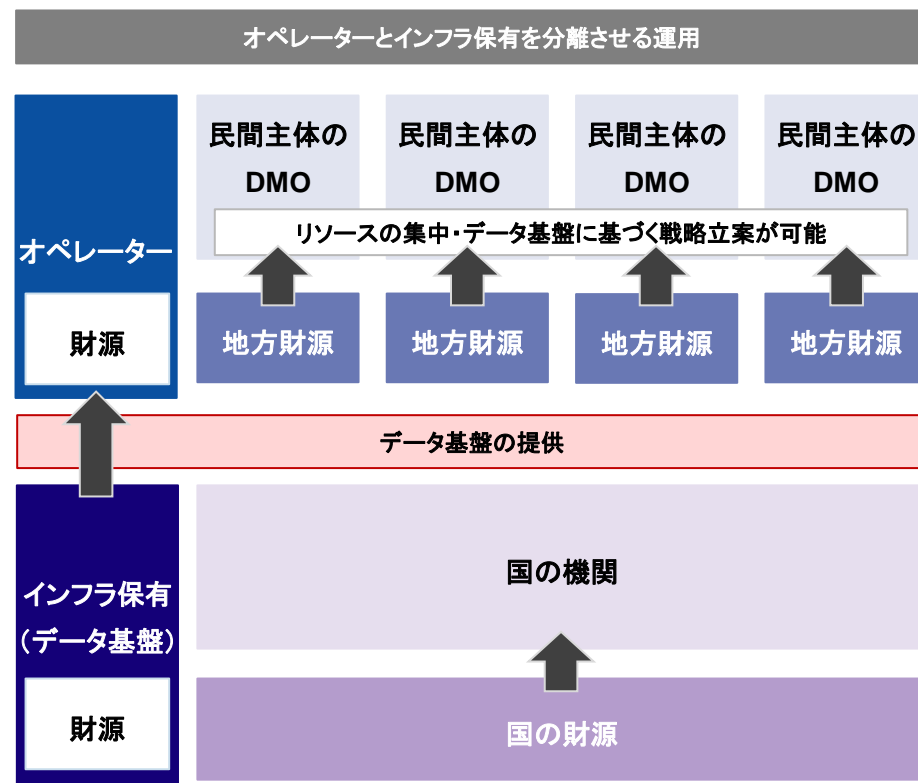 オペレーターとインフラ保有を分離させる運用
オペレーター
財源
民間主体の
DMO
民間主体の
DMO
民間主体の
DMO
民間主体の
DMO
リソースの集中・データ基盤に基づく戦略立案が可能
地方財源
地方財源
地方財源
地方財源
データ基盤の提供
インフラ保有
（データ基盤）
財源
国の機関
国の財源